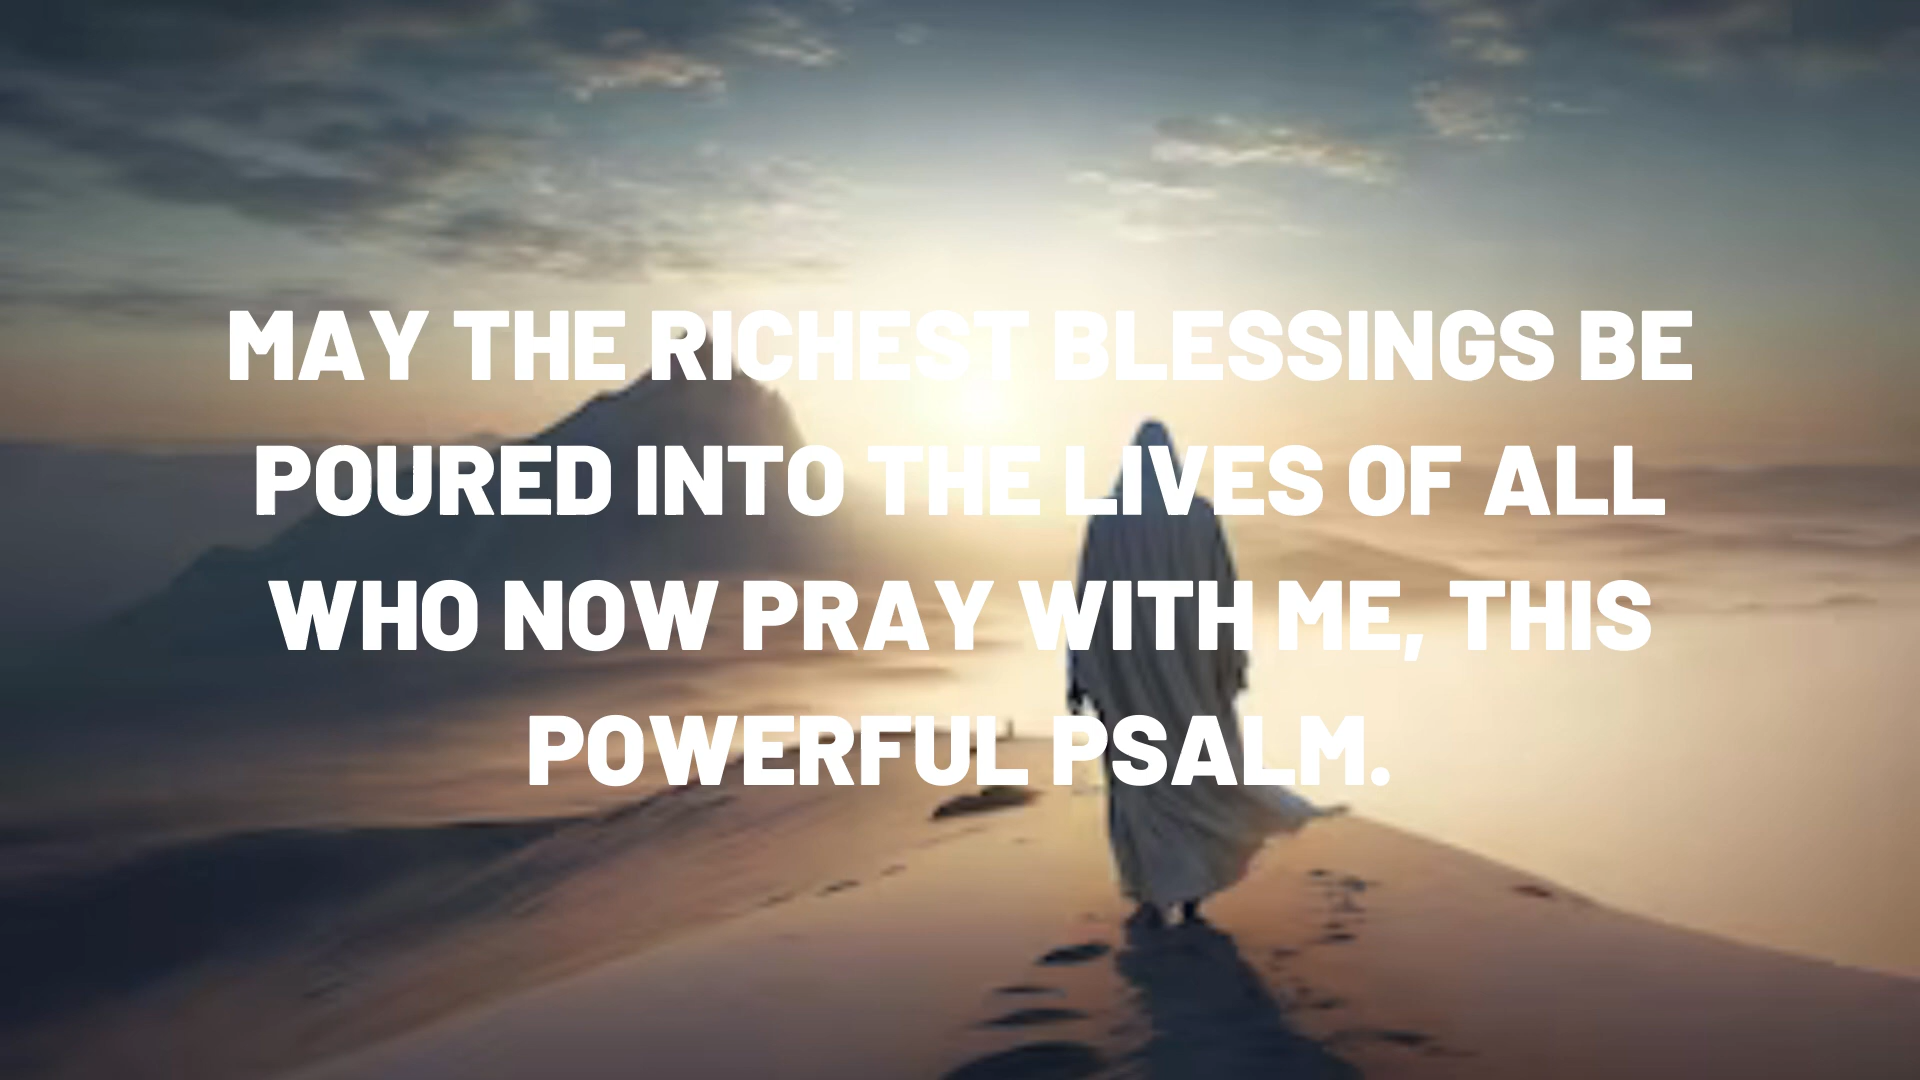 MAY THE RICHEST BLESSINGS BE
POURED INTO THE LIVES OF ALL
WHO NOW PRAY WITH ME, THIS
POWERFUL PSALM.